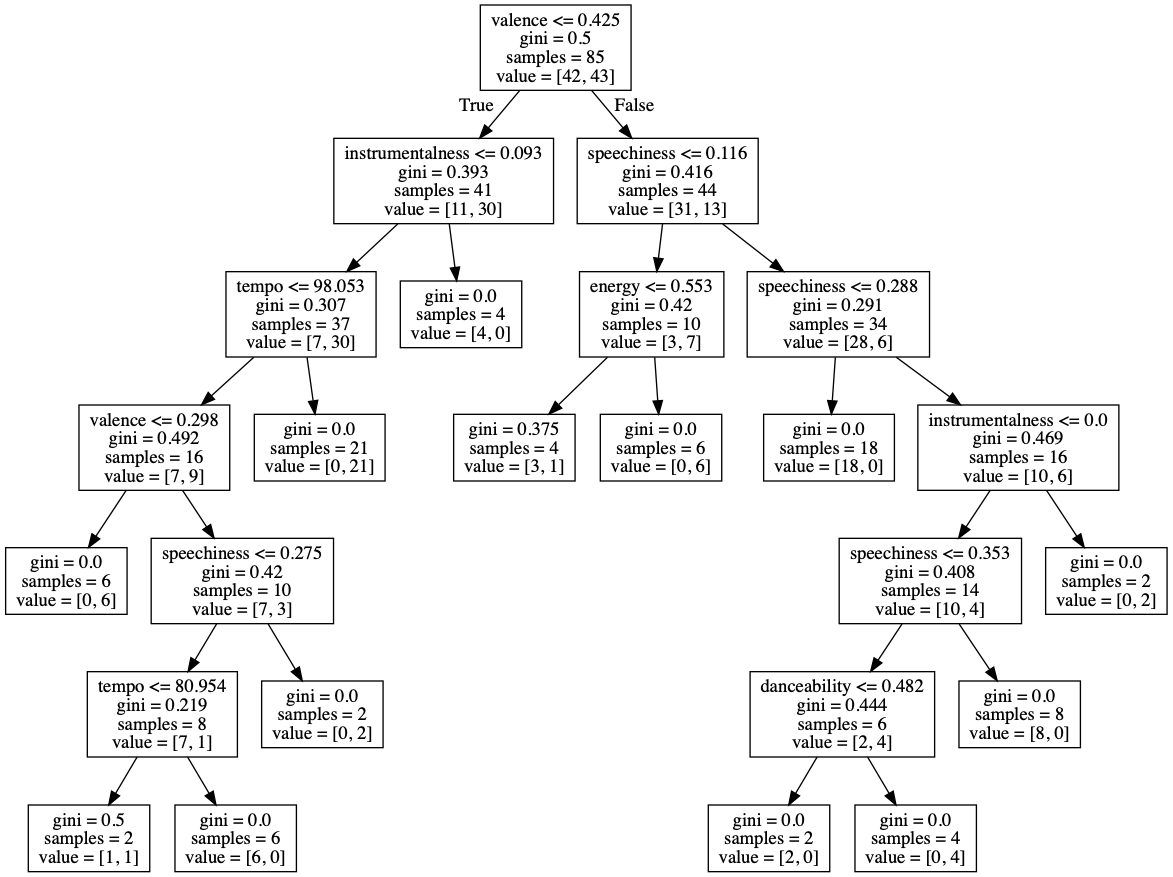 valence <= 0.425
gini = 0.5
samples = 85
value = [42, 43]
True
False
instrumentalness <= 0.093
gini = 0.393
samples = 41
value = [11, 30]
speechiness <= 0.116
gini = 0.416
samples = 44
value = [31, 13]
tempo <= 98.053
gini = 0.307
samples = 37
value = [7, 30]
gini = 0.0
samples = 4
value = [4, 0]
energy <= 0.553
gini = 0.42
samples = 10
value = [3, 7]
speechiness <= 0.288
gini = 0.291
samples = 34
value = [28, 6]
valence <= 0.298
gini = 0.492
samples = 16
value = [7, 9]
gini = 0.0
samples = 21
value = [0, 21]
gini = 0.375
samples = 4
value = [3, 1]
gini = 0.0
samples = 6
value = [0, 6]
gini = 0.0
samples = 18
value = [18, 0]
instrumentalness <= 0.0
gini = 0.469
samples = 16
value = [10, 6]
gini = 0.0
samples = 6
value = [0, 6]
speechiness <= 0.275
gini = 0.42
samples = 10
value = [7, 3]
speechiness <= 0.353
gini = 0.408
samples = 14
value = [10, 4]
gini = 0.0
samples = 2
value = [0, 2]
tempo <= 80.954
gini = 0.219
samples = 8
value = [7, 1]
gini = 0.0
samples = 2
value = [0, 2]
danceability <= 0.482
gini = 0.444
samples = 6
value = [2, 4]
gini = 0.0
samples = 8
value = [8, 0]
gini = 0.5
samples = 2
value = [1, 1]
gini = 0.0
samples = 6
value = [6, 0]
gini = 0.0
samples = 2
value = [2, 0]
gini = 0.0
samples = 4
value = [0, 4]